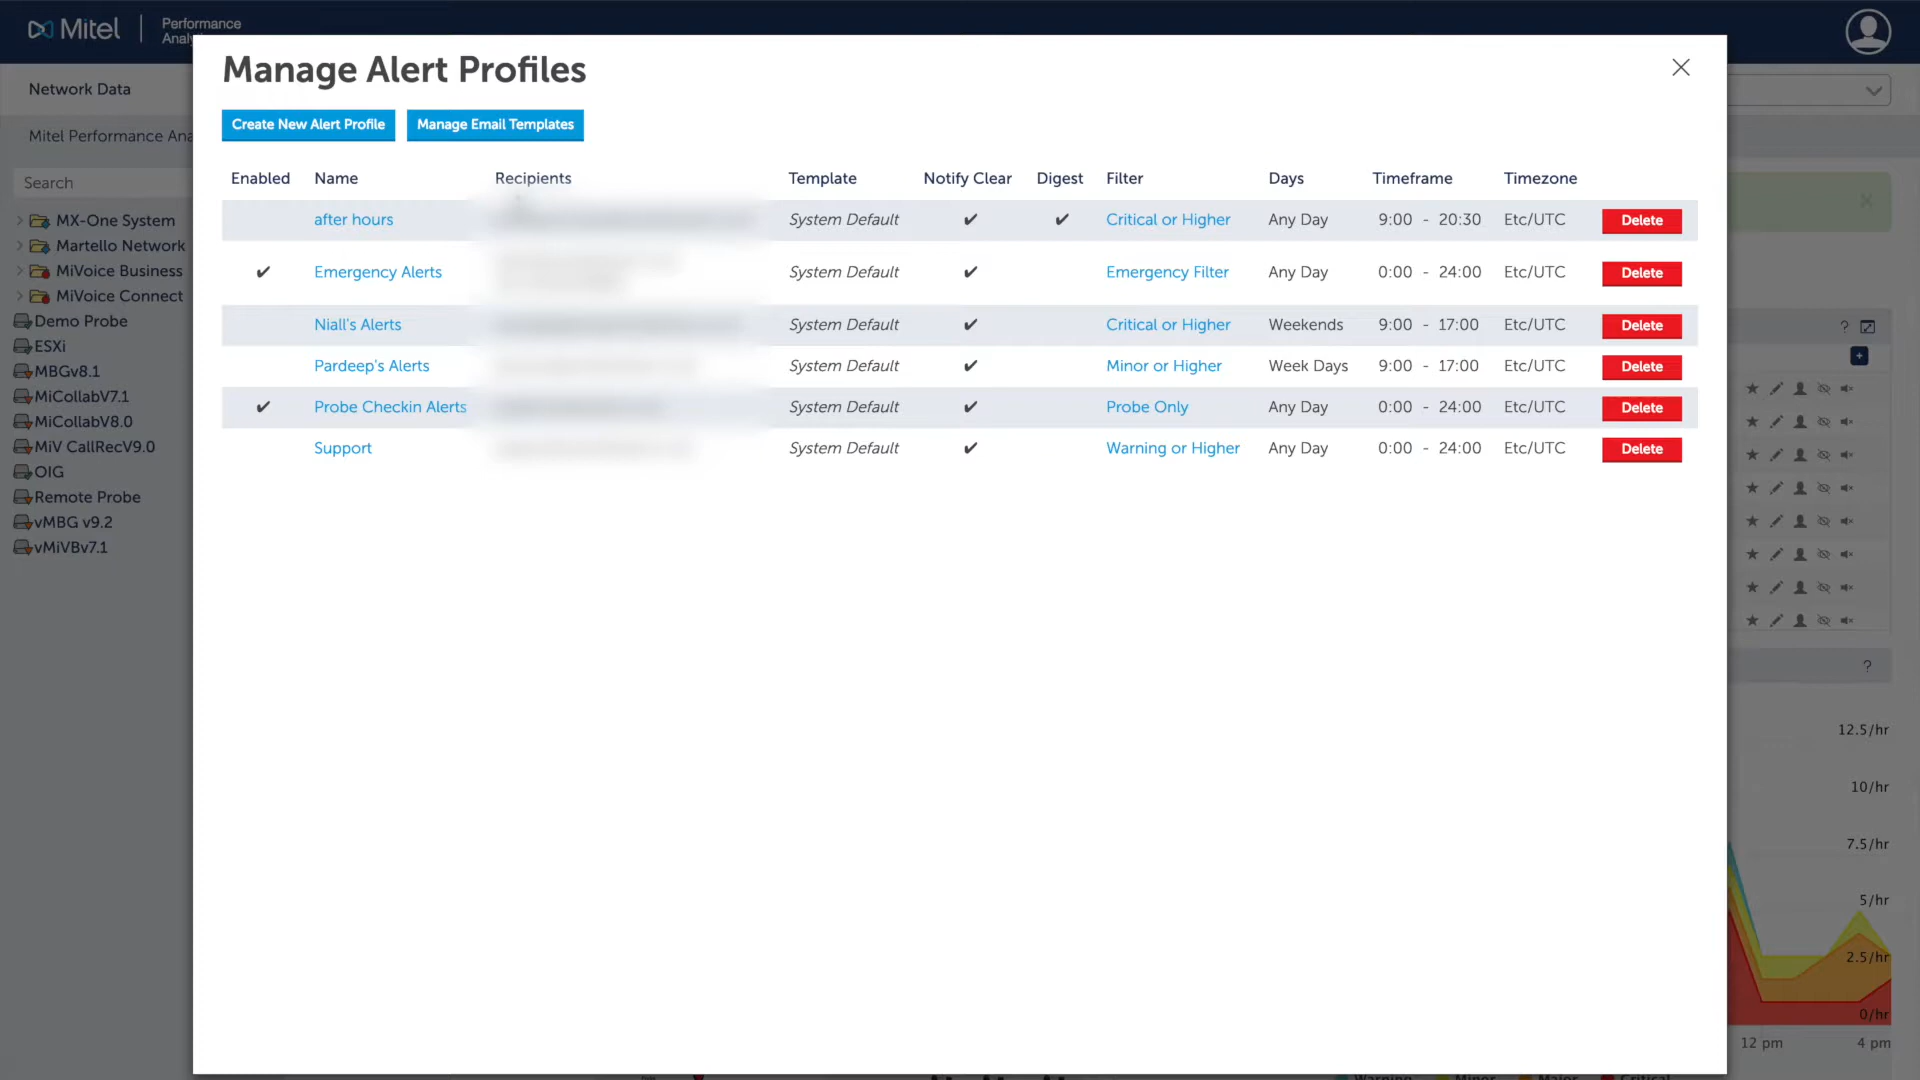 Mitel
Performance
Analy
Manage Alert Profiles
Network Data
Create New Alert Profile
Manage Email Templates
Mitel Performance Ana
Search
Enabled Name Recipients Template Notify Clear Digest Filter Days Timeframe Timezone
after hours System Default ✔ ✔ Critical or Higher Any Day 9:00 - 20:30 Etc/UTC Delete
✔ Emergency Alerts System Default ✔ Emergency Filter Any Day 0:00 - 24:00 Etc/UTC Delete
Niall's Alerts System Default ✔ Critical or Higher Weekends 9:00 - 17:00 Etc/UTC Delete
Pardeep's Alerts System Default ✔ Minor or Higher Week Days 9:00 - 17:00 Etc/UTC Delete
✔ Probe Checkin Alerts System Default ✔ Probe Only Any Day 0:00 - 24:00 Etc/UTC Delete
Support System Default ✔ Warning or Higher Any Day 0:00 - 24:00 Etc/UTC Delete
MX-One System
Martello Network
MiVoice Business
MiVoice Connect
Demo Probe
ESXi
MBGv8.1
MiCollabV7.1
MiCollabV8.0
MiV CallRecV9.0
OIG
Remote Probe
vMBG v9.2
vMiVBv7.1
?
?
12.5/hr
10/hr
7.5/hr
5/hr
2.5/hr
0/hr
12 pm 4 pm
Warning Minor Major Critical